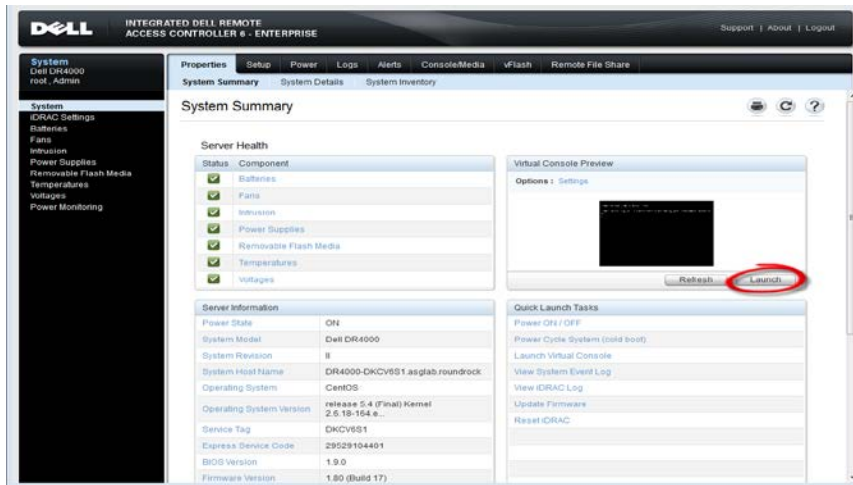 DELL
INTEGRATED DELL REMOTE
ACCESS CONTROLLER 6 - ENTERPRISE
Support | About | Logout
System
Dell DR4000
root , Admin
System
iDRAC Settings
Batteries
Fans
Intrusion
Power Supplies
Removable Flash Media
Temperatures
Voltages
Power Monitoring
Properties Setup Power Logs Alerts Console/Media vFlash Remote File Share
System Summary System Details System Inventory
System Summary
Server Health
Status Component
Batteries
Fans
Intrusion
Power Supplies
Removable Flash Media
Temperatures
Voltages
Virtual Console Preview
Options : Settings
Refresh Launch
Server Information
Power State ON
System Model Dell DR4000
System Revision II
System Host Name DR4000-DKCV6S1.asglab.roundrock
Operating System CentOS
Operating System Version release 5.4 (Final) Kernel
2.6.18-164.e...
Service Tag DKCV6S1
Express Service Code 29529104401
BIOS Version 1.9.0
Firmware Version 1.80 (Build 17)
Quick Launch Tasks
Power ON / OFF
Power Cycle System (cold boot)
Launch Virtual Console
View System Event Log
View iDRAC Log
Update Firmware
Reset iDRAC